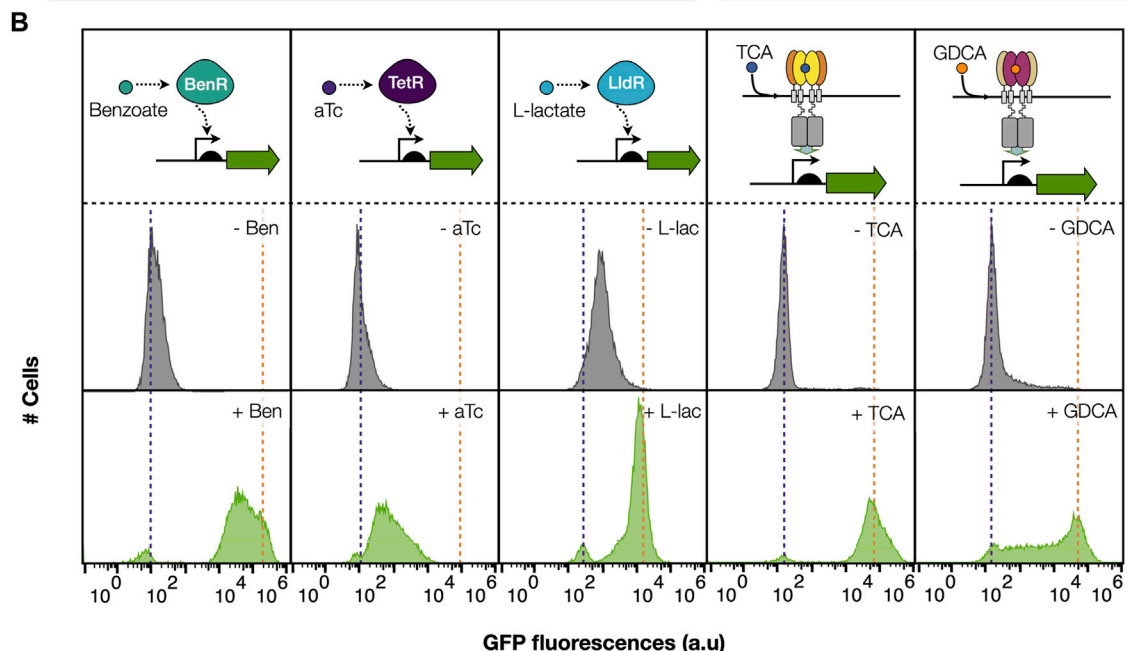 B
TCA
GDCA
BenR
TetR
LldR
Benzoate
aTc
L-lactate
- Ben
- aTc
- L-lac
- TCA
- GDCA
# Cells
+ Ben
+ aTc
+ L-lac
+ TCA
+ GDCA
10^0 10^2 10^4 10^6 10^0 10^2 10^4 10^6 10^0 10^2 10^4 10^6 10^0 10^2 10^4 10^6 10^0 10^2 10^4 10^6
GFP fluorescences (a.u)